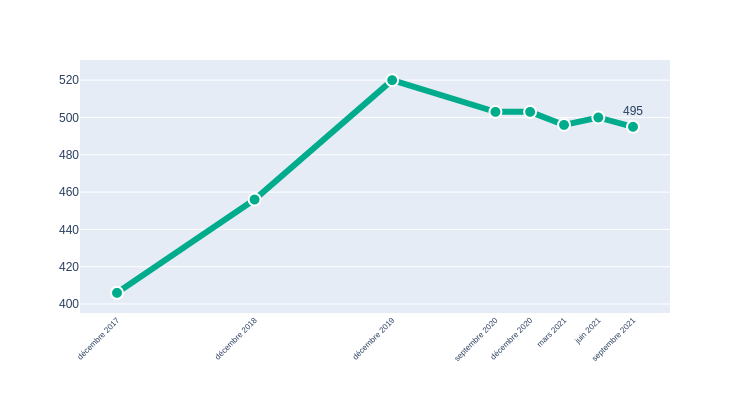 520
500
480
460
440
420
400
495
décembre 2017
décembre 2018
décembre 2019
septembre 2020
décembre 2020
mars 2021
juin 2021
septembre 2021